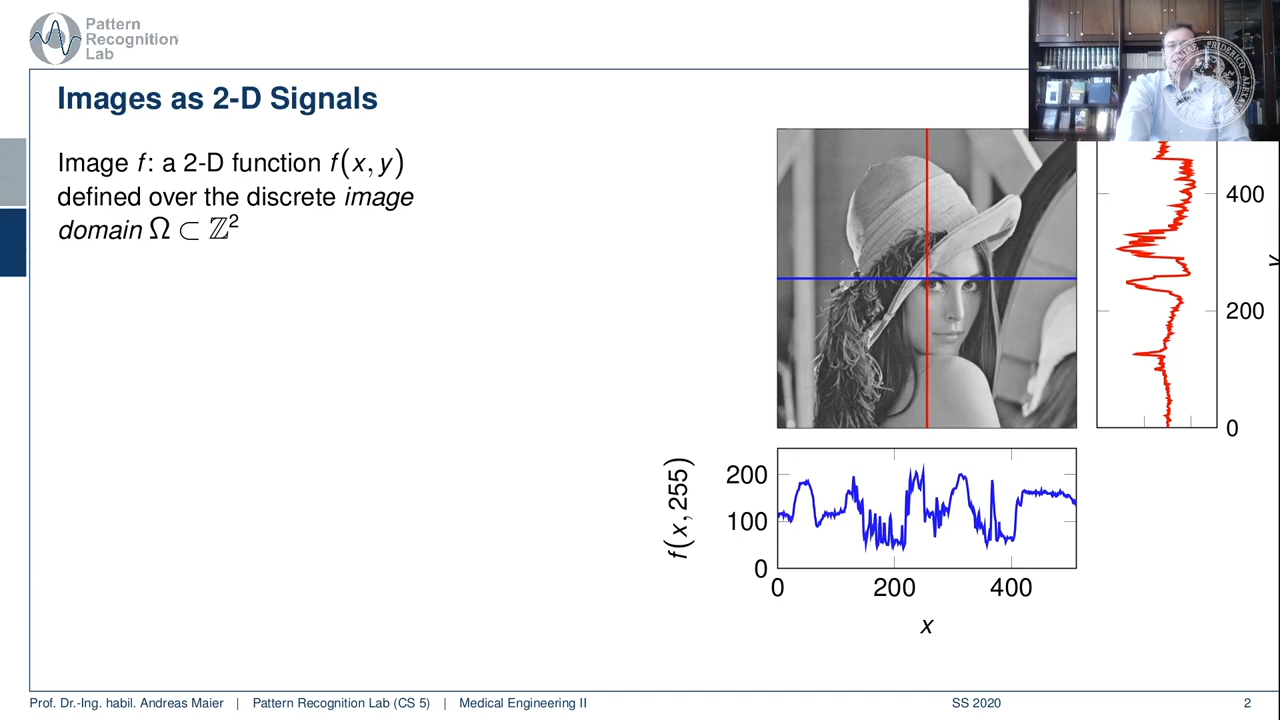 Pattern
Recognition
Lab
Images as 2-D Signals
Image f: a 2-D function f(x, y)
defined over the discrete image
domain Ω ⊂ ℤ²
400
200
0
y
f(x, 255)
200
100
0
0 200 400
x
Prof. Dr.-Ing. habil. Andreas Maier | Pattern Recognition Lab (CS 5) | Medical Engineering II SS 2020 2